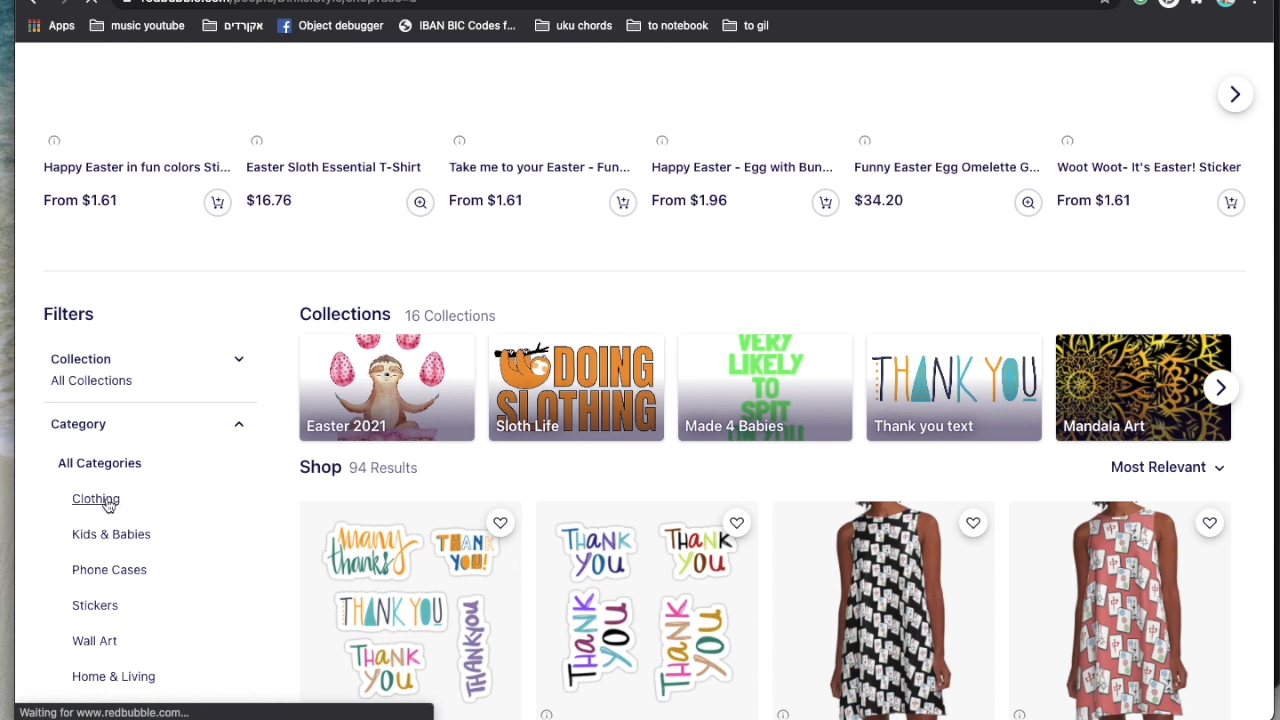 Apps music youtube אקורדים Object debugger IBAN BIC Codes f... uku chords to notebook to gil
Happy Easter in fun colors Sti... Easter Sloth Essential T-Shirt Take me to your Easter - Fun... Happy Easter - Egg with Bun... Funny Easter Egg Omelette G... Woot Woot- It's Easter! Sticker
From $1.61 $16.76 From $1.61 From $1.96 $34.20 From $1.61
Filters
Collection
All Collections
Category
All Categories
Clothing
Kids & Babies
Phone Cases
Stickers
Wall Art
Home & Living
Collections 16 Collections
Easter 2021
DOING
SLOTHING
Sloth Life
VERY
LIKELY
TO
SPIT
Made 4 Babies
THANK YOU
Thank you text
Mandala Art
Shop 94 Results
Most Relevant
many
thanks
THANK
YOU!
THANK YOU
THANK
YOU
THANKYOU
THANK
YOU
THANK
YOU
THANK
YOU
THANK
YOU
Waiting for www.redbubble.com...